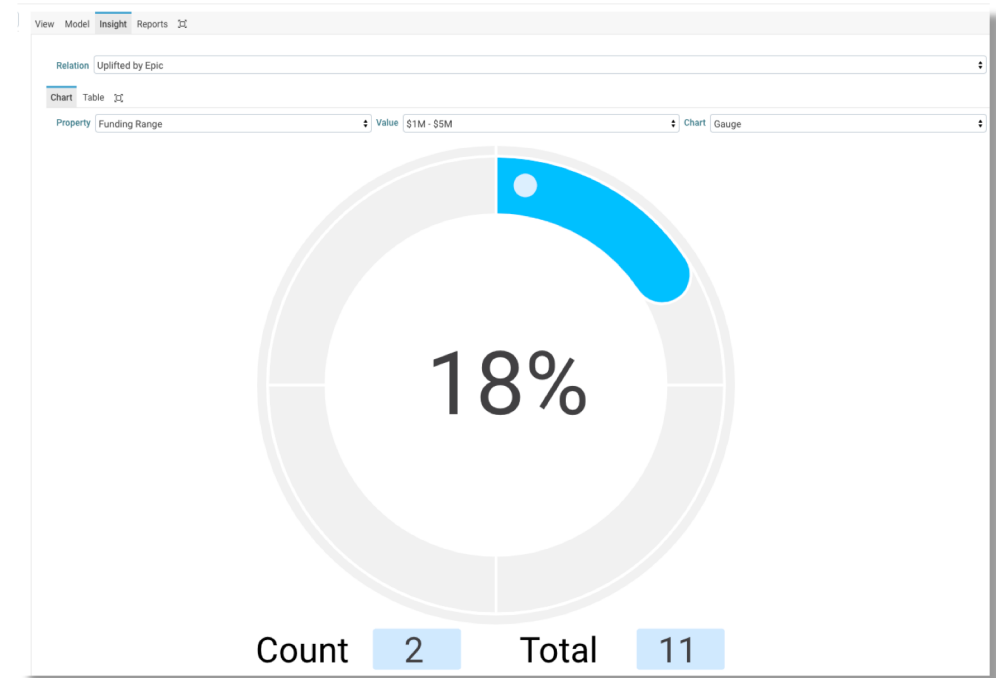 View Model Insight Reports
Relation Uplifted by Epic
Chart Table
Property Funding Range Value $1M - $5M Chart Gauge
18%
Count 2 Total 11